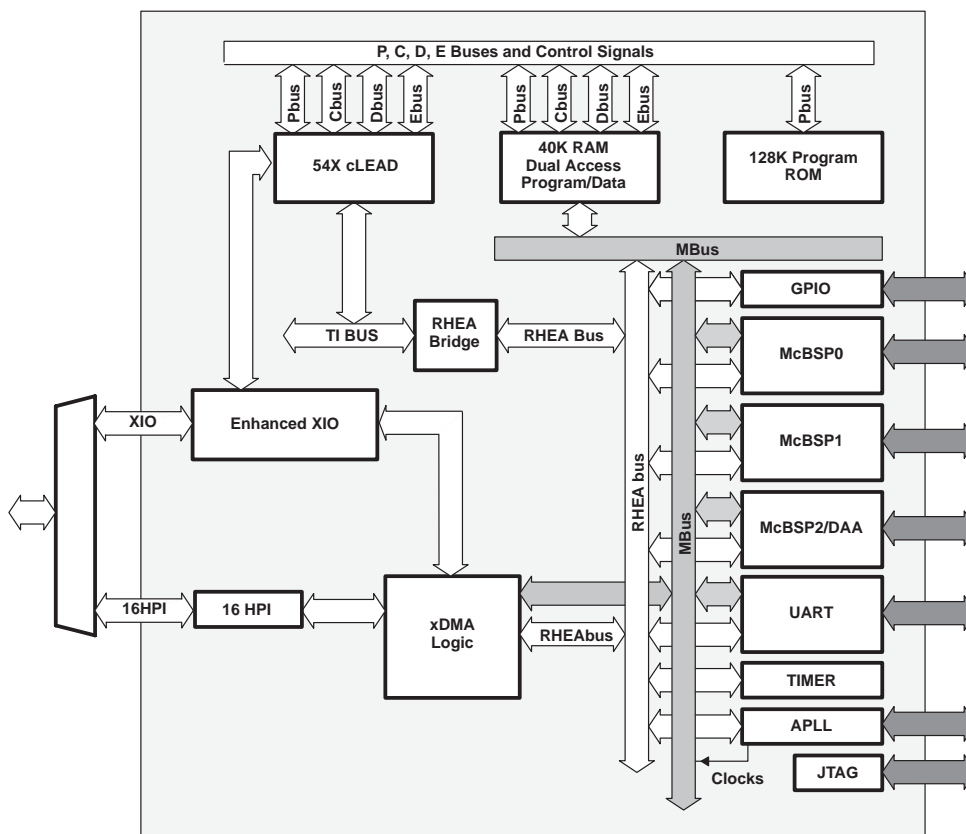 P, C, D, E Buses and Control Signals
Pbus
Cbus
Dbus
Ebus
Pbus
Cbus
Dbus
Ebus
Pbus
54X cLEAD
40K RAM
Dual Access
Program/Data
128K Program
ROM
MBus
GPIO
TI BUS
RHEA
Bridge
RHEA Bus
McBSP0
XIO
Enhanced XIO
McBSP1
RHEA bus
MBus
McBSP2/DAA
16HPI
16 HPI
xDMA
Logic
RHEAbus
UART
TIMER
APLL
Clocks
JTAG